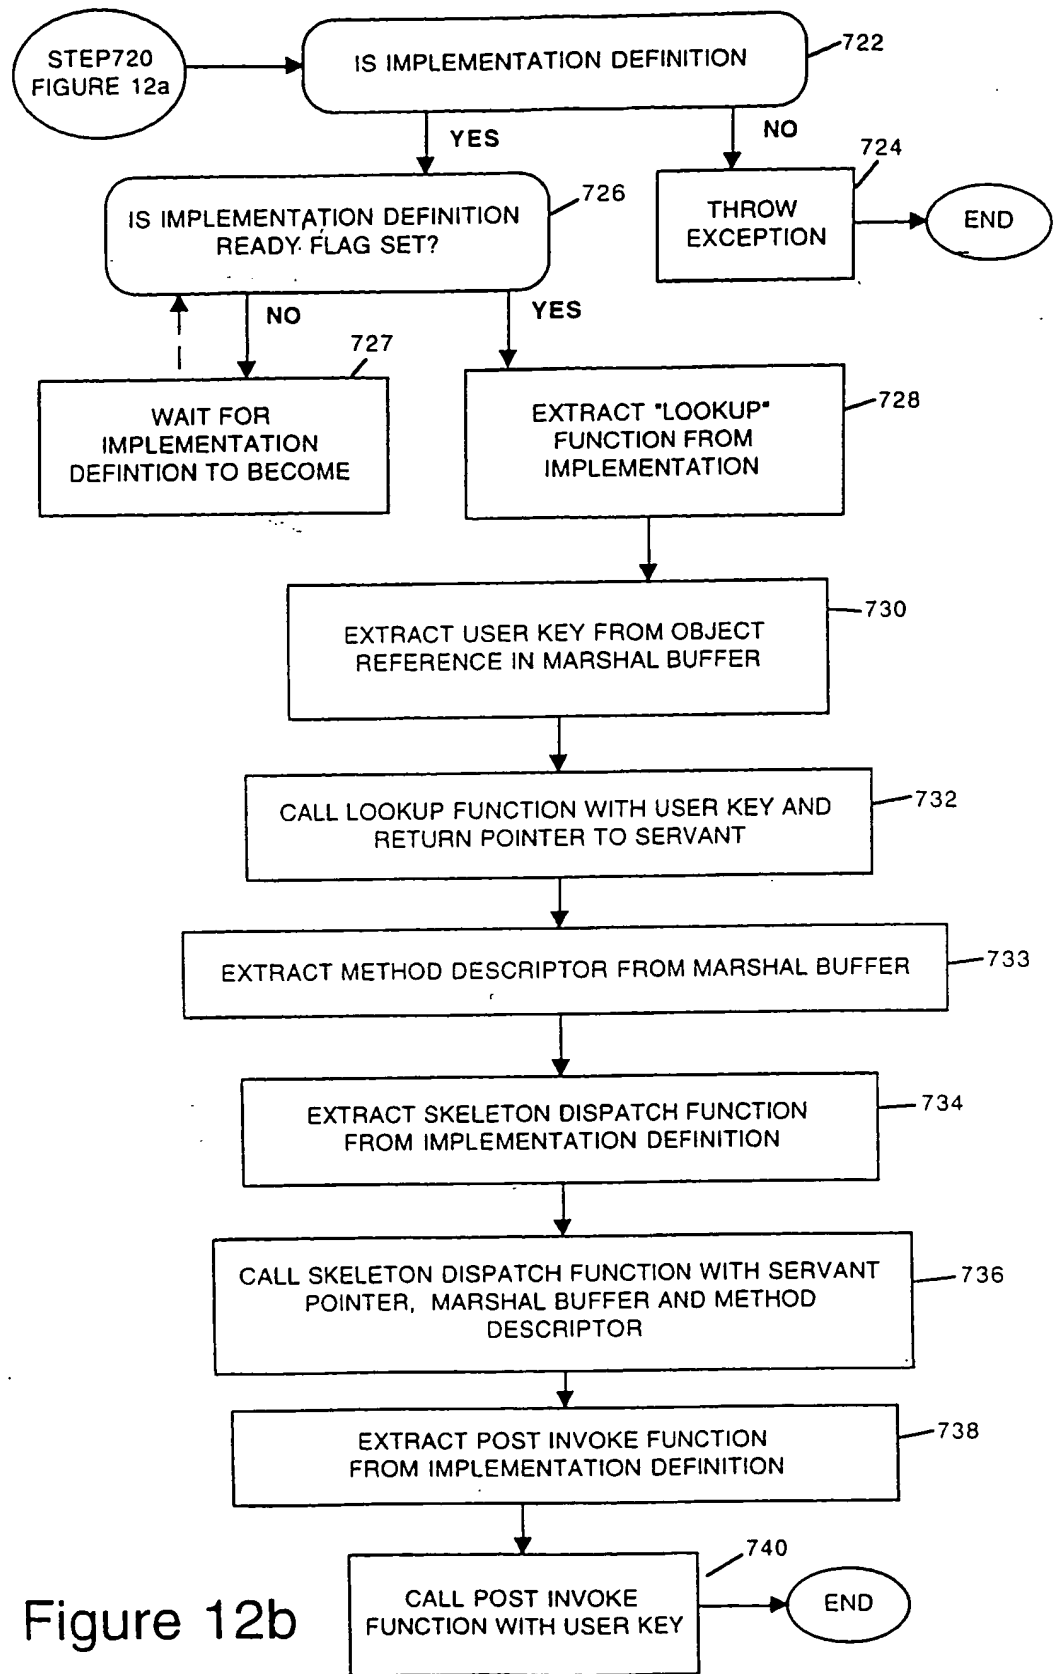 STEP720
FIGURE 12a
IS IMPLEMENTATION DEFINITION
722
YES
NO
724
IS IMPLEMENTATION DEFINITION
READY FLAG SET?
726
THROW
EXCEPTION
END
NO
YES
727
WAIT FOR
IMPLEMENTATION
DEFINTION TO BECOME
EXTRACT "LOOKUP"
FUNCTION FROM
IMPLEMENTATION
728
EXTRACT USER KEY FROM OBJECT
REFERENCE IN MARSHAL BUFFER
730
CALL LOOKUP FUNCTION WITH USER KEY AND
RETURN POINTER TO SERVANT
732
EXTRACT METHOD DESCRIPTOR FROM MARSHAL BUFFER
733
EXTRACT SKELETON DISPATCH FUNCTION
FROM IMPLEMENTATION DEFINITION
734
CALL SKELETON DISPATCH FUNCTION WITH SERVANT
POINTER, MARSHAL BUFFER AND METHOD
DESCRIPTOR
736
EXTRACT POST INVOKE FUNCTION
FROM IMPLEMENTATION DEFINITION
738
CALL POST INVOKE
FUNCTION WITH USER KEY
740
END
Figure 12b